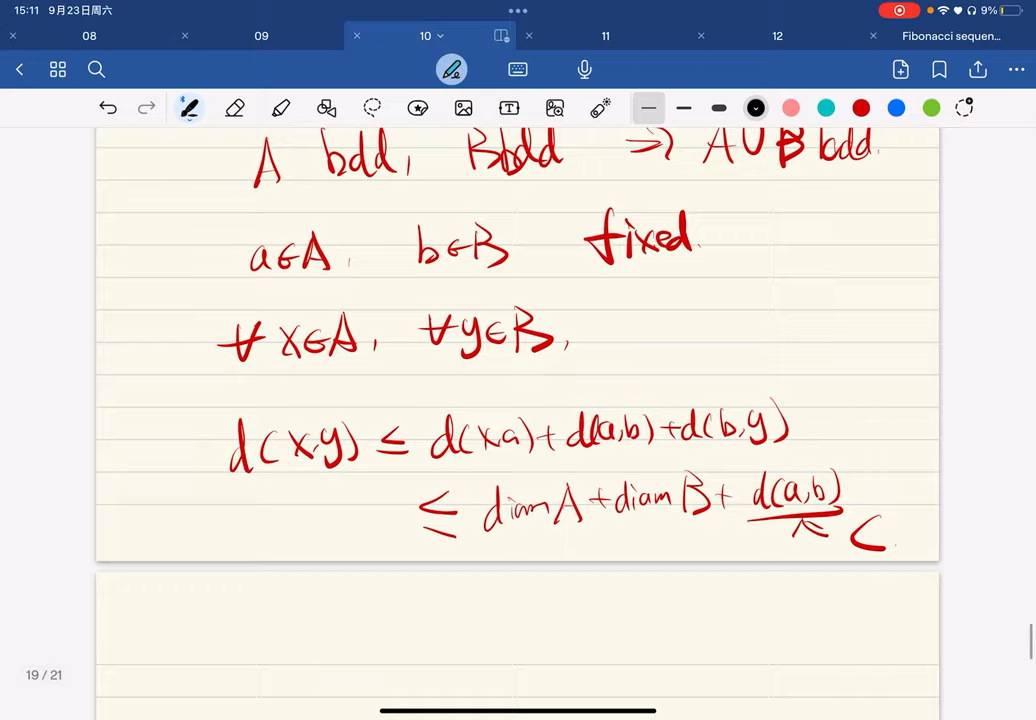 15:11 9月23日周六
9%
08
09
10
11
12
Fibonacci sequen...
A bdd, B bdd ⇒ A∪B bdd.
a∈A, b∈B fixed.
∀x∈A, ∀y∈B,
d(x,y) ≤ d(x,a)+d(a,b)+d(b,y)
≤ diam A + diam B + d(a,b)
C
19 / 21